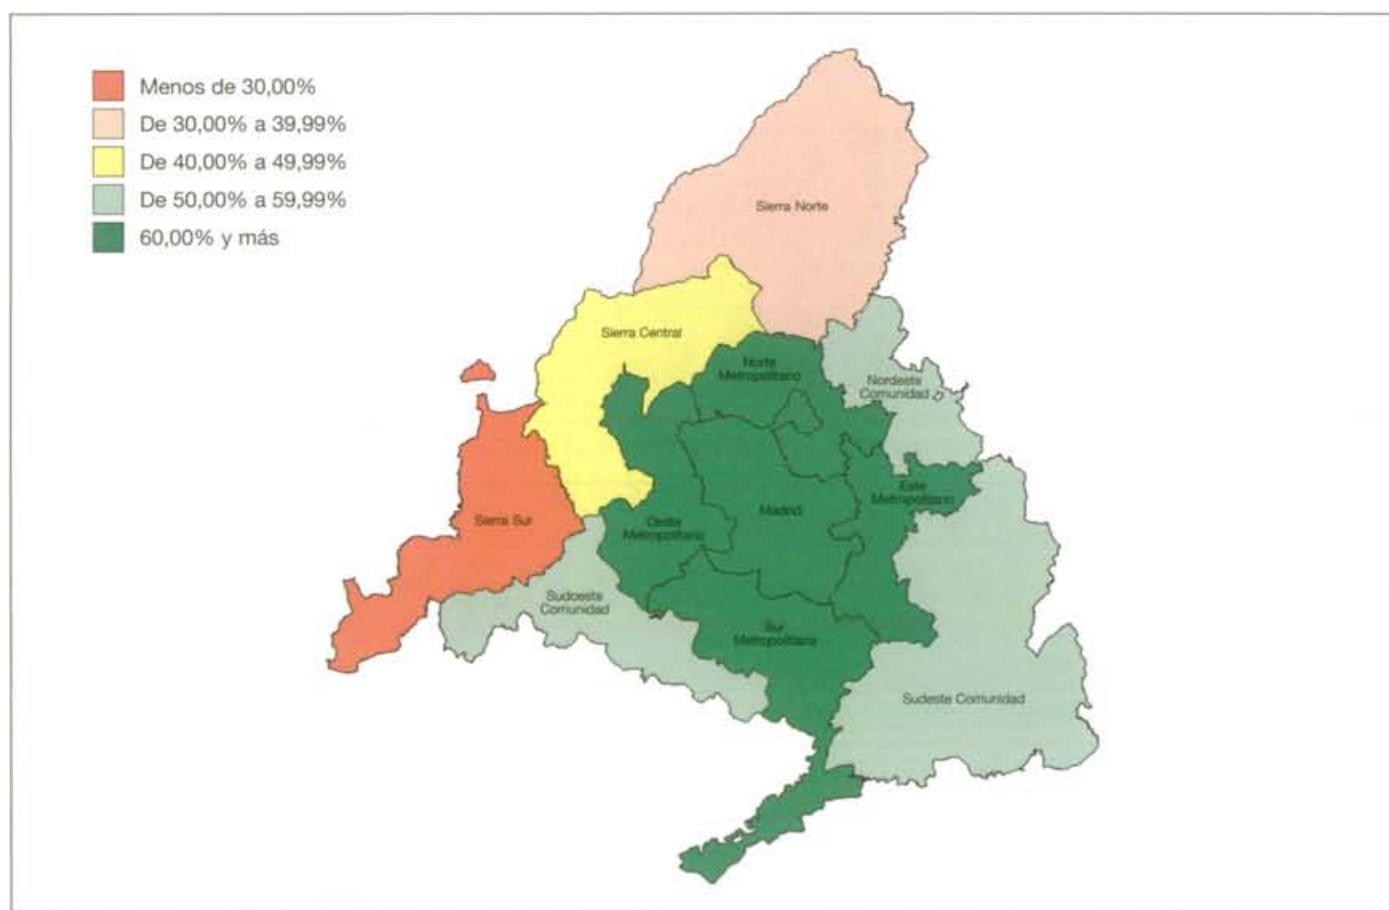 Menos de 30,00%
De 30,00% a 39,99%
De 40,00% a 49,99%
De 50,00% a 59,99%
60,00% y más
Sierra Norte
Sierra Central
Norte
Metropolitano
Nordeste
Comunidad
Este
Metropolitano
Madrid
Sierra Sur
Oeste
Metropolitano
Sudoeste
Comunidad
Sur
Metropolitano
Sudeste Comunidad